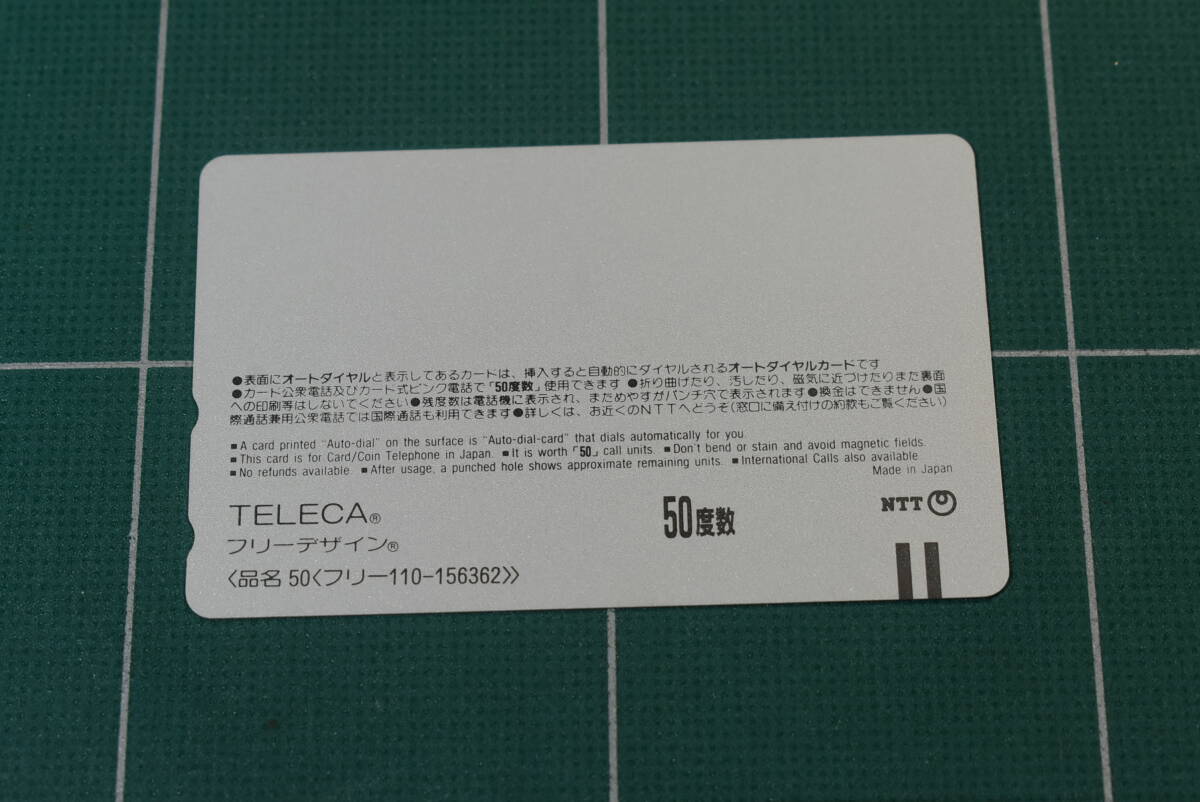 ●表面にオートダイヤルと表示してあるカードは、挿入すると自動的にダイヤルされるオートダイヤルカードです
●カード公衆電話及びカード式ピンク電話で「50度数」使用できます ●折り曲げたり、汚したり、磁気に近づけたりまた裏面
への印刷等はしないでください ●残度数は電話機に表示され、まためやすがパンチ穴で表示されます ●換金はできません ●国
際通話兼用公衆電話では国際通話も利用できます ●詳しくは、お近くのNTTへどうぞ(窓口に備え付けの約款もご覧ください)
■A card printed "Auto-dial" on the surface is "Auto-dial-card" that dials automatically for you.
■This card is for Card/Coin Telephone in Japan. ■It is worth「50」call units. ■Don't bend or stain and avoid magnetic fields.
■No refunds available. ■After usage, a punched hole shows approximate remaining units. ■International Calls also available.
Made in Japan
TELECA®
フリーデザイン®
〈品名 50〈フリー110-156362〉〉
50度数
NTT